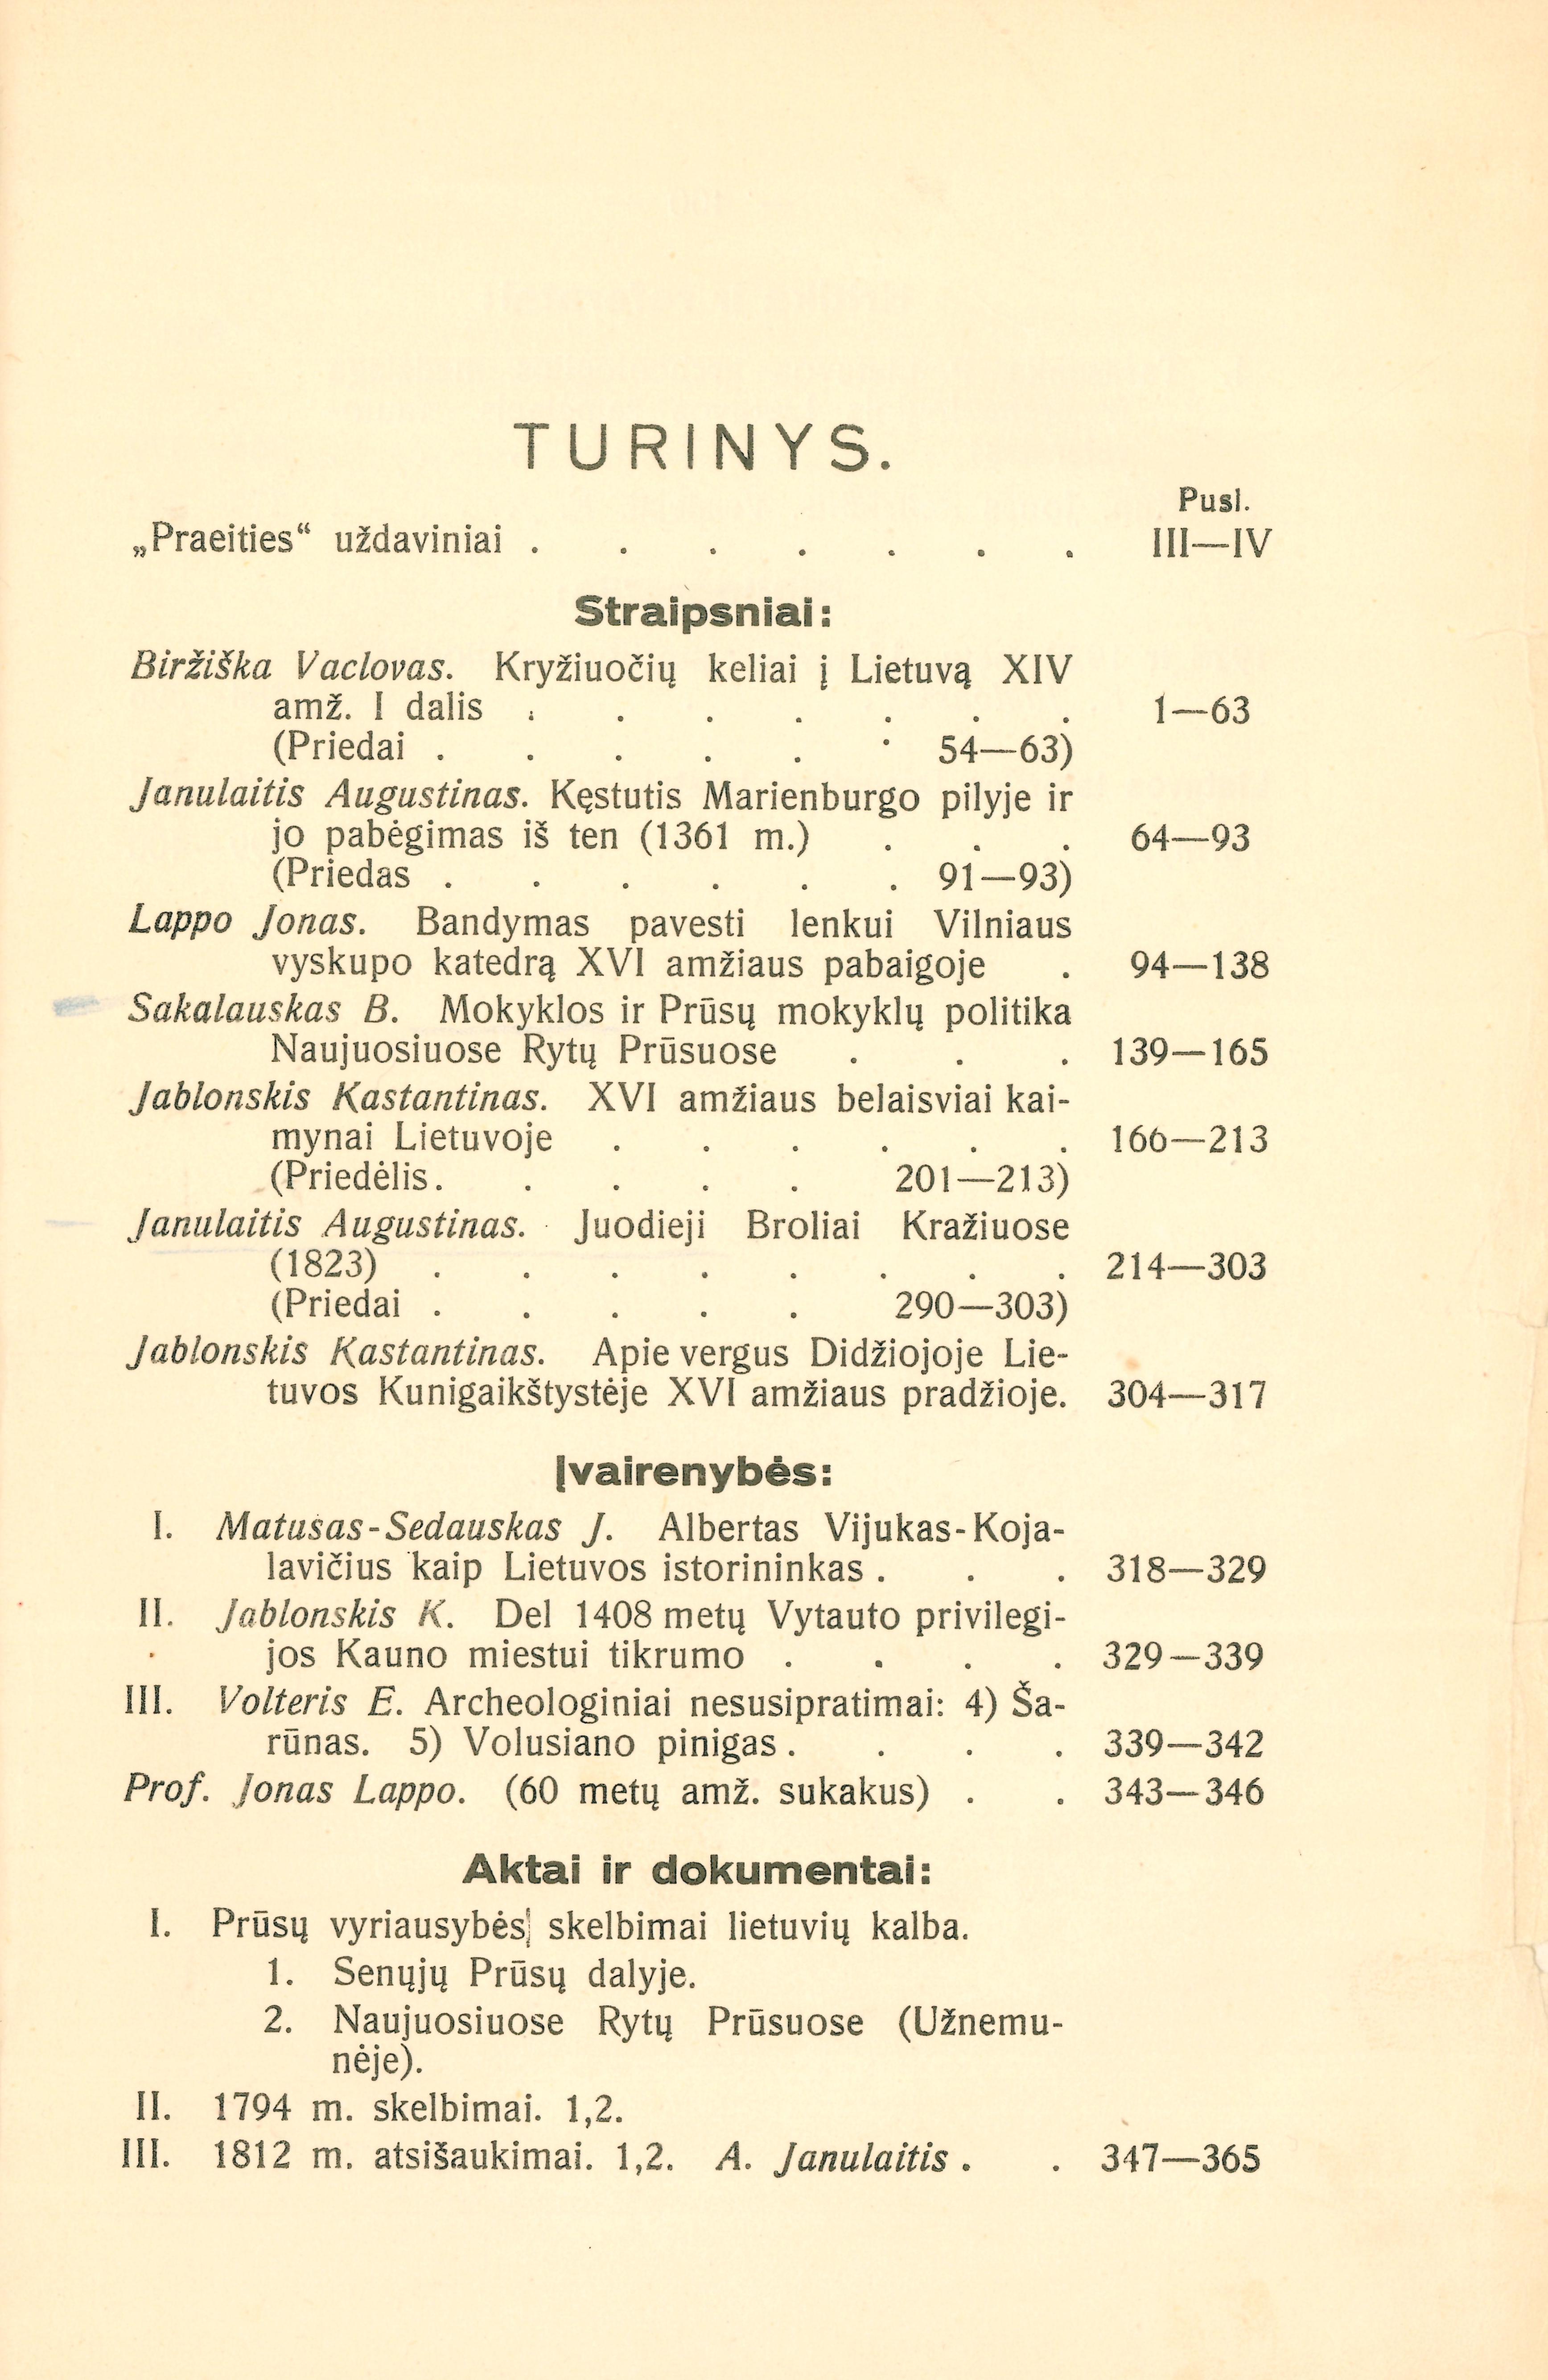 TURINYS.
Pusl.
„Praeities“ uždaviniai . . . . . . . III—IV
Straipsniai:
Biržiška Vaclovas. Kryžiuočių keliai į Lietuvą XIV
amž. I dalis . . . . . . . 1—63
(Priedai . . . . . . 54—63)
Janulaitis Augustinas. Kęstutis Marienburgo pilyje ir
jo pabėgimas iš ten (1361 m.) . . . 64—93
(Priedas . . . . . . 91—93)
Lappo Jonas. Bandymas pavesti lenkui Vilniaus
vyskupo katedrą XVI amžiaus pabaigoje . 94—138
Sakalauskas B. Mokyklos ir Prūsų mokyklų politika
Naujuosiuose Rytų Prūsuose . . . 139—165
Jablonskis Kastantinas. XVI amžiaus belaisviai kai-
mynai Lietuvoje . . . . . . 166—213
(Priedėlis. . . . . 201—213)
Janulaitis Augustinas. Juodieji Broliai Kražiuose
(1823) . . . . . . . . 214—303
(Priedai . . . . . 290—303)
Jablonskis Kastantinas. Apie vergus Didžiojoje Lie-
tuvos Kunigaikštystėje XVI amžiaus pradžioje. 304—317
Įvairenybės:
I. Matusas-Sedauskas J. Albertas Vijukas-Koja-
lavičius kaip Lietuvos istorininkas . . . 318—329
II. Jablonskis K. Del 1408 metų Vytauto privilegi-
jos Kauno miestui tikrumo . . . . 329—339
III. Volteris E. Archeologiniai nesusipratimai: 4) Ša-
rūnas. 5) Volusiano pinigas . . . . 339—342
Prof. Jonas Lappo. (60 metų amž. sukakus) . . 343—346
Aktai ir dokumentai:
I. Prūsų vyriausybės skelbimai lietuvių kalba.
1. Senųjų Prūsų dalyje.
2. Naujuosiuose Rytų Prūsuose (Užnemu-
nėje).
II. 1794 m. skelbimai. 1,2.
III. 1812 m. atsišaukimai. 1,2. A. Janulaitis . . 347—365